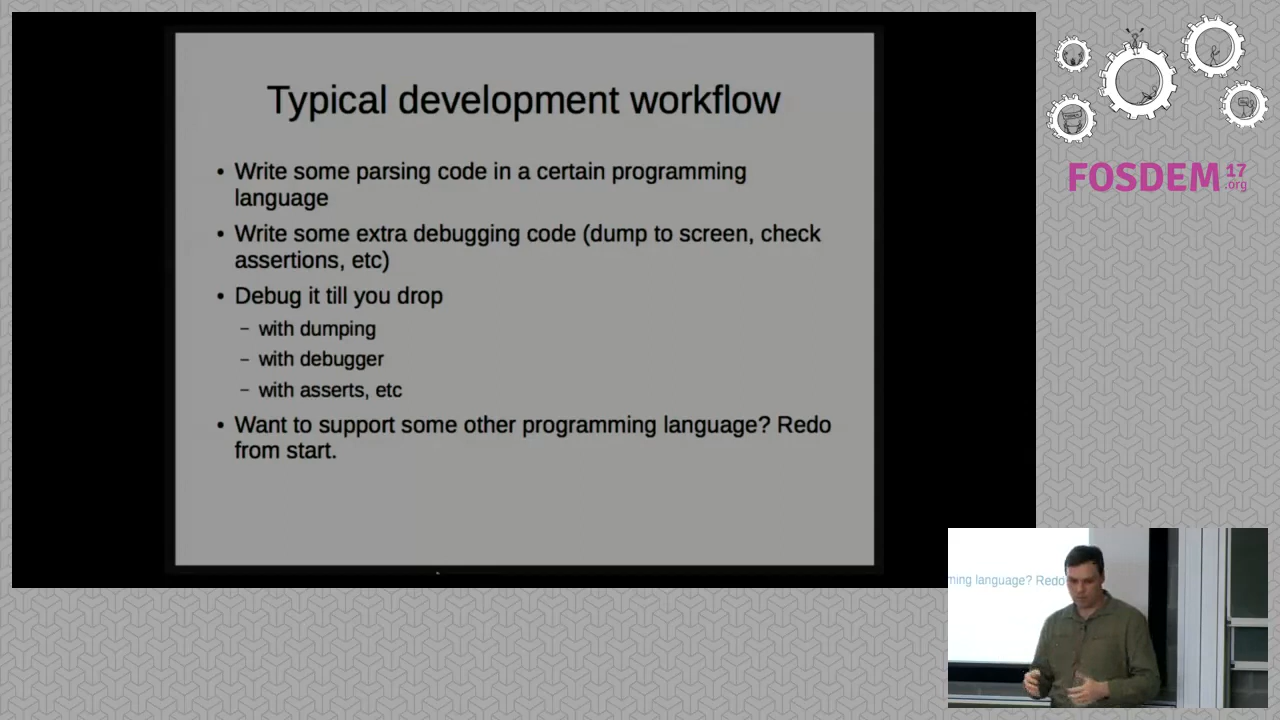 Typical development workflow
• Write some parsing code in a certain programming
language
• Write some extra debugging code (dump to screen, check
assertions, etc)
• Debug it till you drop
– with dumping
– with debugger
– with asserts, etc
• Want to support some other programming language? Redo
from start.
FOSDEM 17
.org
ming language? Redo